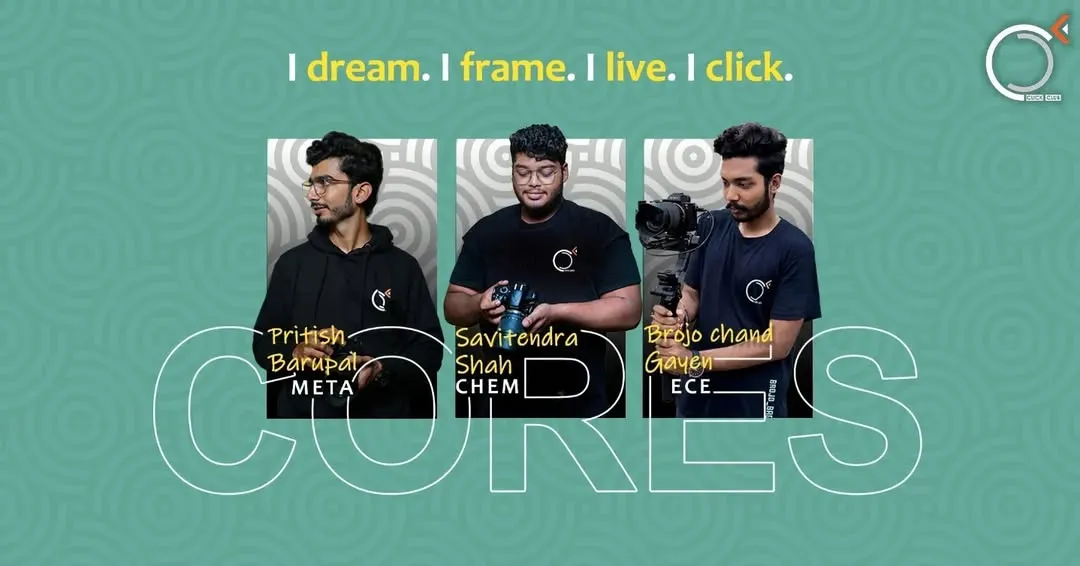 I dream. I frame. I live. I click.
CLICK CLUB
Pritish
Barupal
META
Savitendra
Shah
CHEM
Brojo chand
Gayen
ECE
CORES